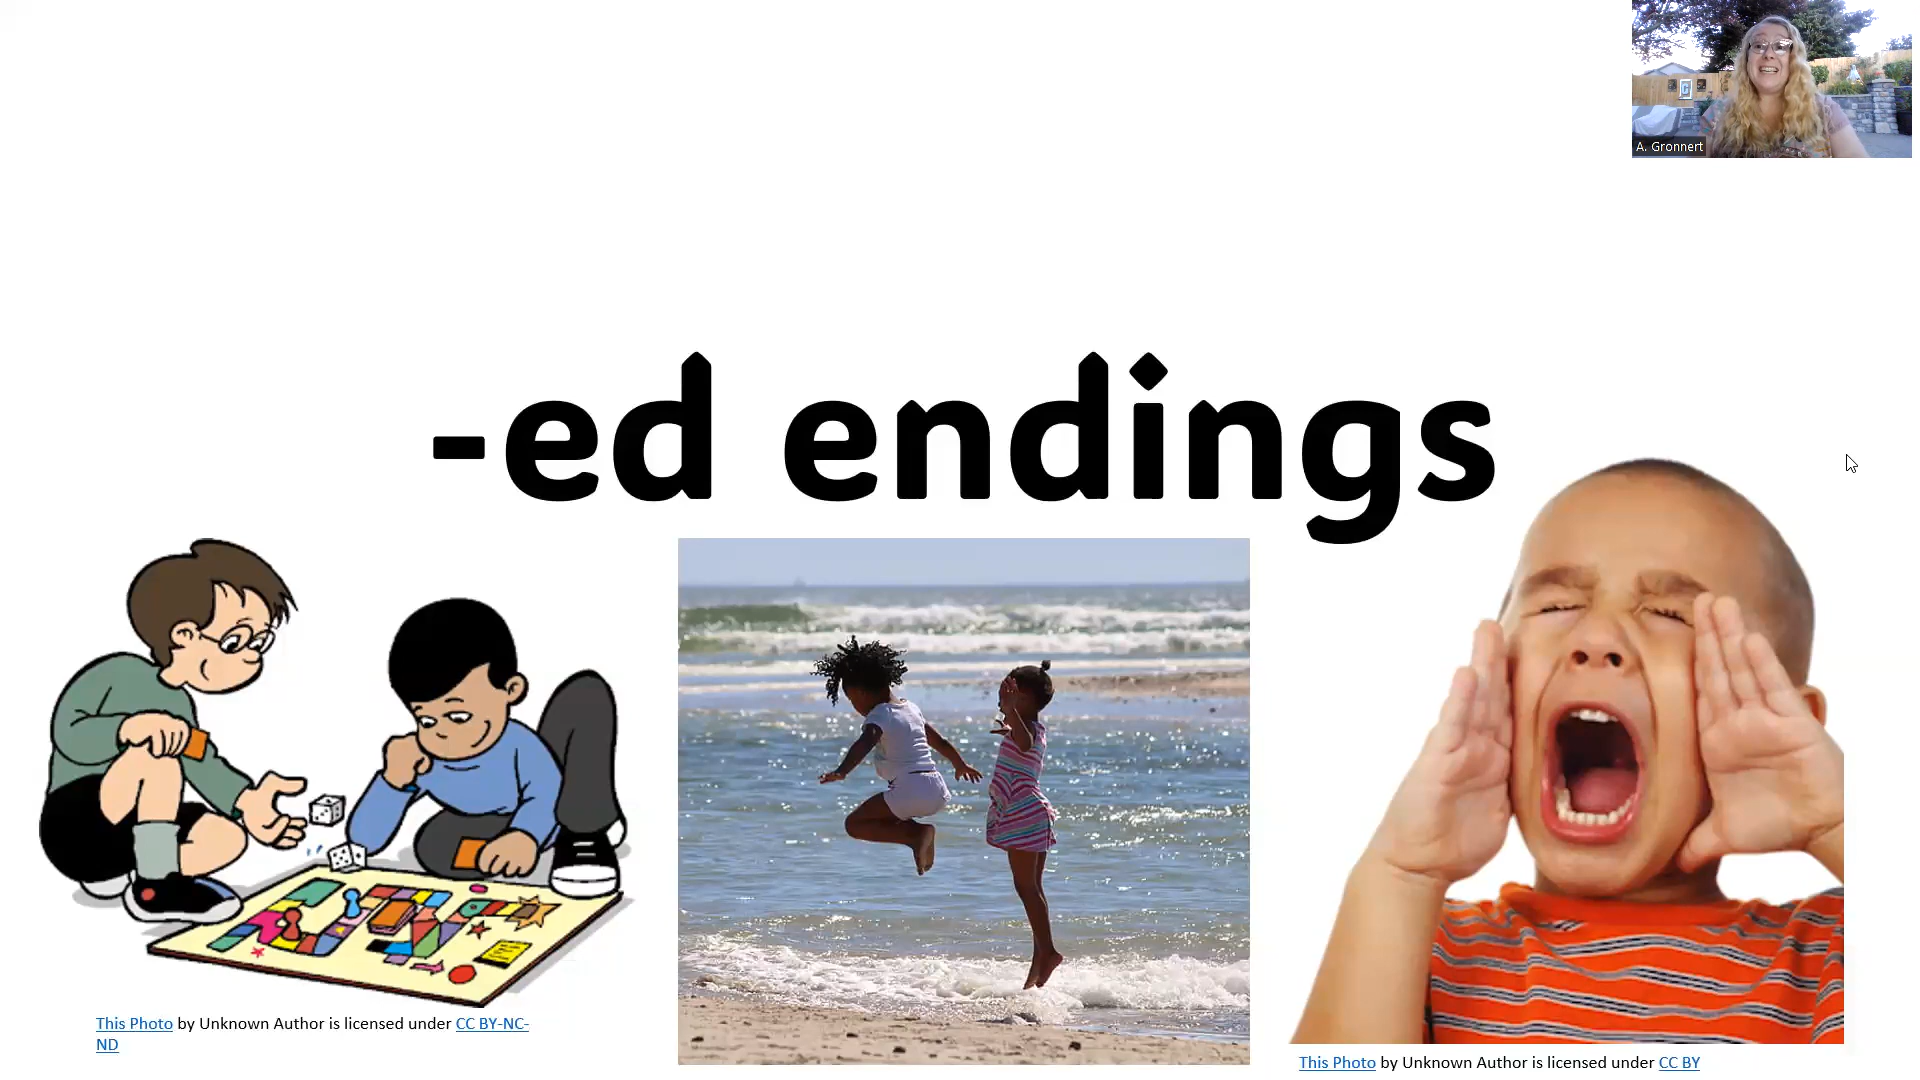 A. Gronnert
-ed endings
This Photo by Unknown Author is licensed under CC BY-NC-
ND
This Photo by Unknown Author is licensed under CC BY